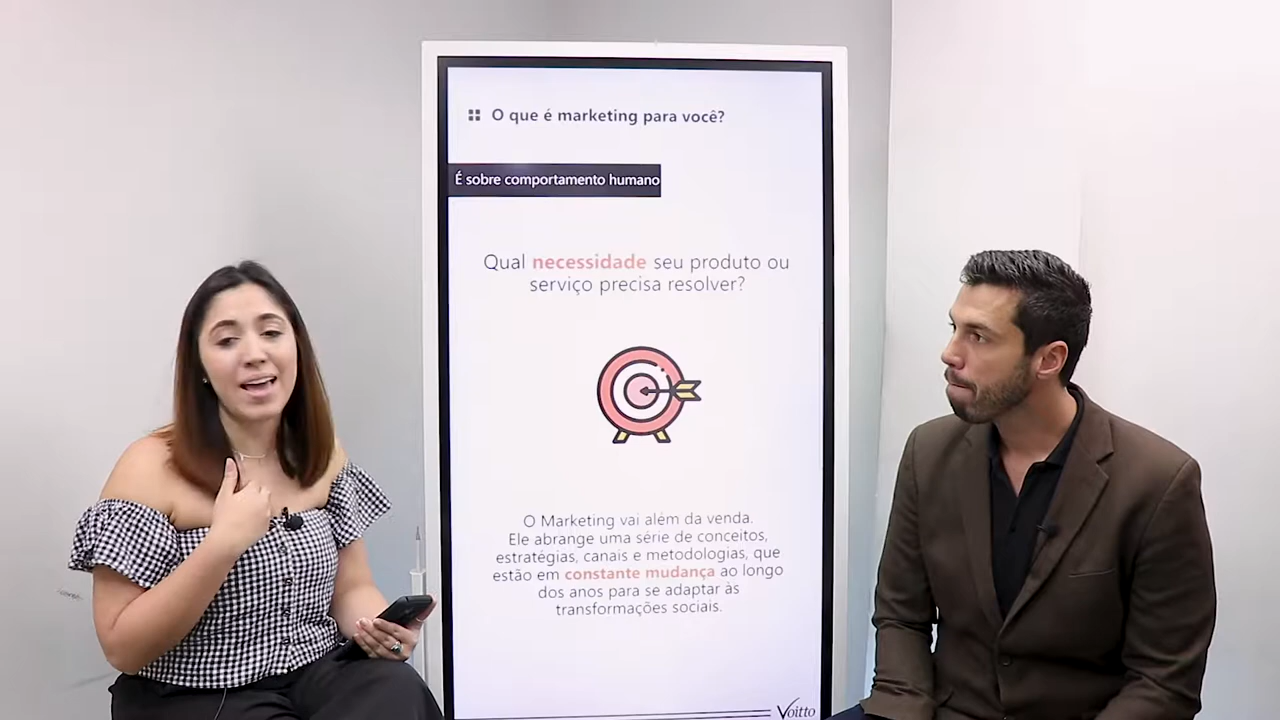 O que é marketing para você?
É sobre comportamento humano
Qual necessidade seu produto ou
serviço precisa resolver?
O Marketing vai além da venda.
Ele abrange uma série de conceitos,
estratégias, canais e metodologias, que
estão em constante mudança ao longo
dos anos para se adaptar às
transformações sociais.
Voitto